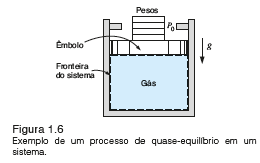 Pesos
P₀
Êmbolo
g
Fronteira
do sistema
Gás
Figura 1.6
Exemplo de um processo de quase-equilíbrio em um
sistema.